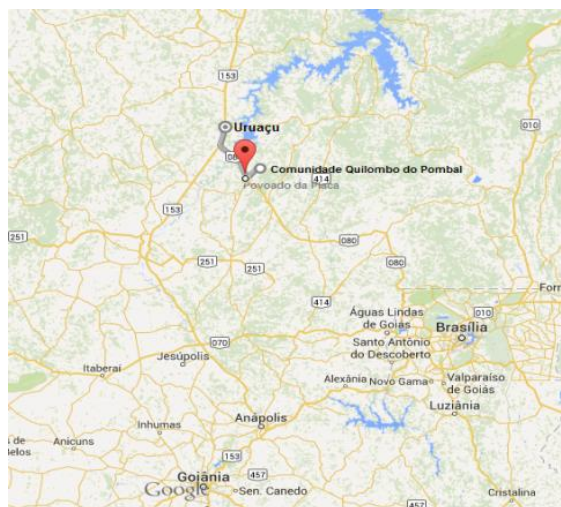 153
010
Uruaçu
080
Comunidade Quilombo do Pombal
414
Povoado da Placa
153
251
080
251
414
010
Águas Lindas
de Goias
Brasília
070
Santo Antônio
do Descoberto
Jesúpolis
Itaberaí
Alexânia
Novo Gama
Valparaíso
de Goiás
Luziânia
Anápolis
Inhumas
Anicuns
153
Goiânia
457
Google
Sen. Canedo
457
Cristalina